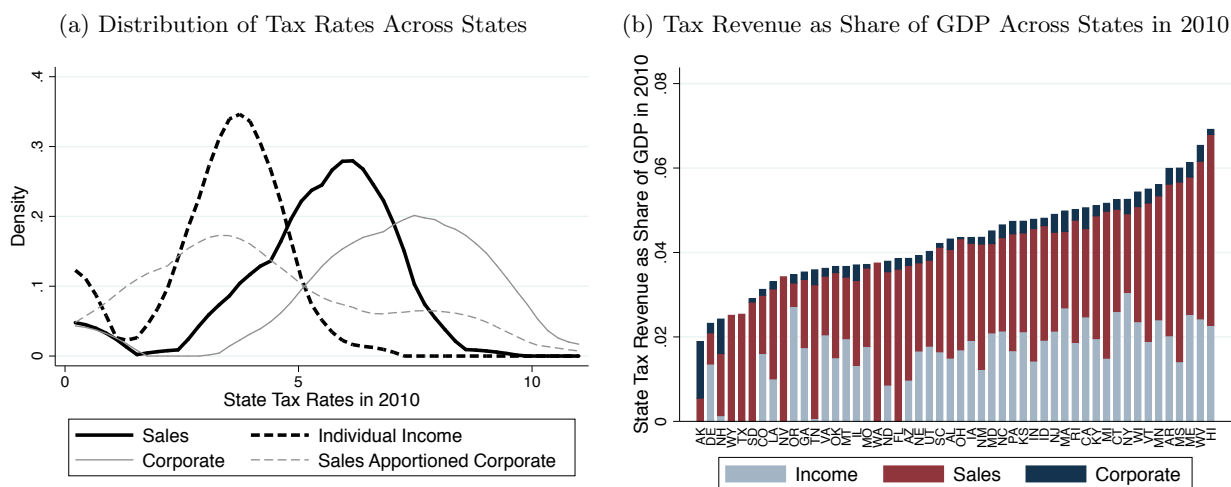 (a) Distribution of Tax Rates Across States
.4
.3
.2
.1
0
Density
0 5 10
State Tax Rates in 2010
Sales
Individual Income
Corporate
Sales Apportioned Corporate
(b) Tax Revenue as Share of GDP Across States in 2010
.08
.06
.04
.02
0
State Tax Revenue as Share of GDP in 2010
AK DE NH WY TX SD CO LA NV OR GA TN VA OK MT IL MO WA ND FL AZ NE UT SC AL OH IA NM MD NC PA KS IN ID NJ MA RI CA KY MI CT NY WI VT MN AR MS ME WV HI
Income
Sales
Corporate